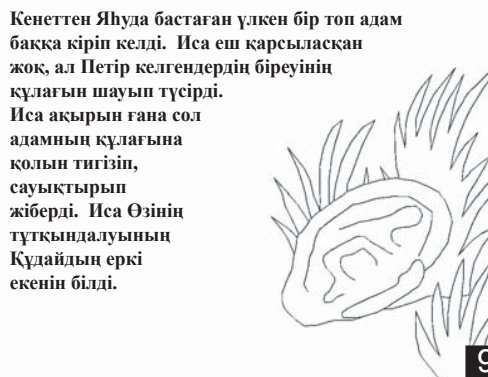 Кенеттен Яһуда бастаған үлкен бір топ адам
баққа кіріп келді.  Иса еш қарсыласқан
жоқ, ал Петір келгендердің біреуінің
құлағын шауып түсірді.
Иса ақырын ғана сол
адамның құлағына
қолын тигізіп,
сауықтырып
жіберді.  Иса Өзінің
тұтқындалуының
Құдайдың еркі
екенін білді.
9